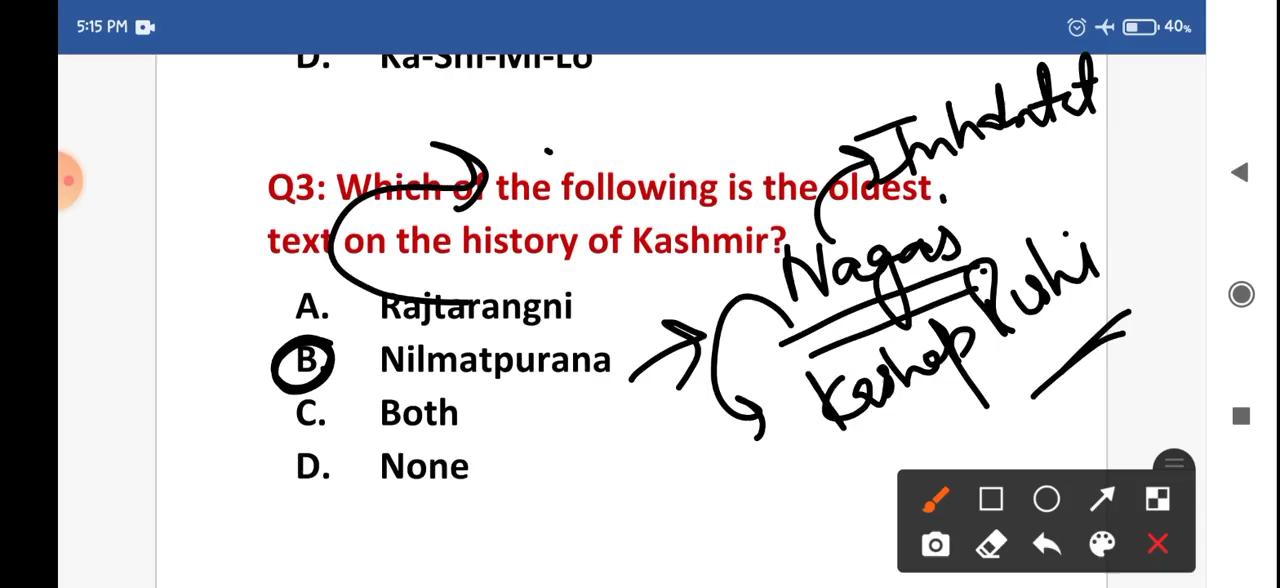 5:15 PM
40%
D. Ka-Shi-Mi-Lo
Q3: Which of the following is the oldest
text on the history of Kashmir?
A. Rajtarangni
B. Nilmatpurana
C. Both
D. None
Nagas
Kashap Rishi